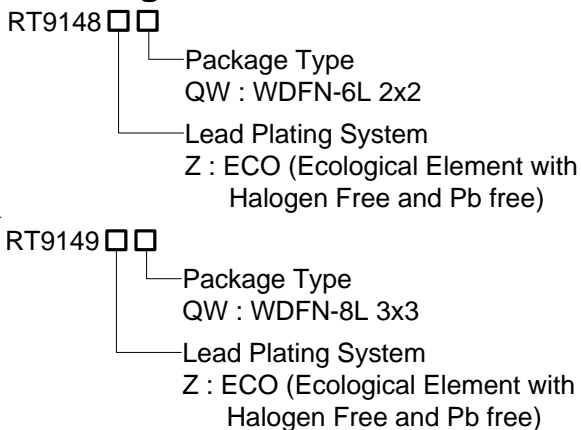 RT9148
Package Type
QW : WDFN-6L 2x2
Lead Plating System
Z : ECO (Ecological Element with
Halogen Free and Pb free)
RT9149
Package Type
QW : WDFN-8L 3x3
Lead Plating System
Z : ECO (Ecological Element with
Halogen Free and Pb free)